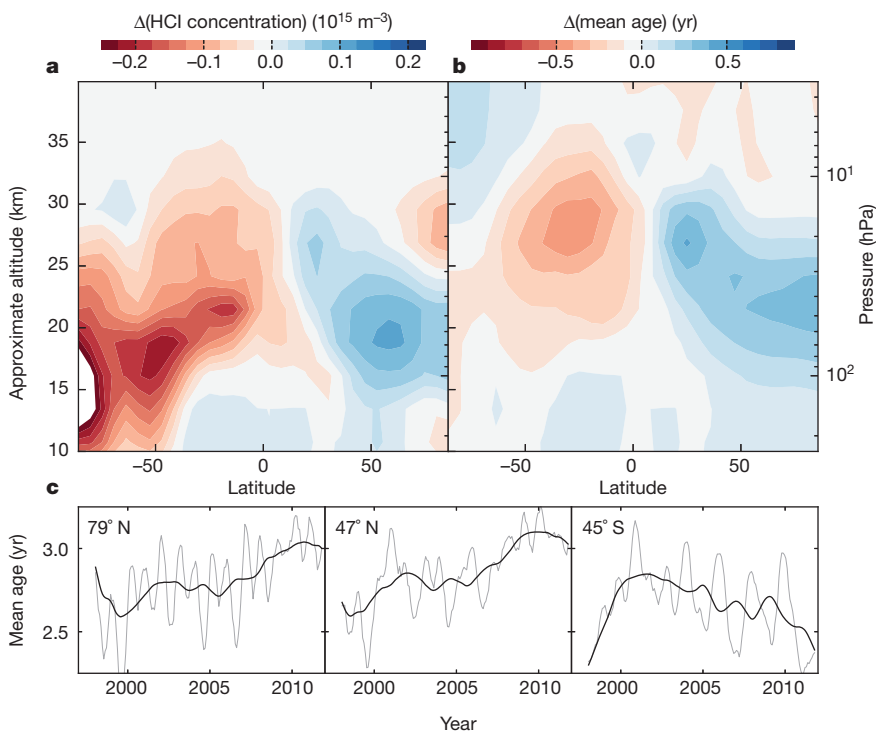 Δ(HCl concentration) (10¹⁵ m⁻³)
Δ(mean age) (yr)
−0.2 −0.1 0.0 0.1 0.2
−0.5 0.0 0.5
a
b
35
30
25
20
15
10
Approximate altitude (km)
10¹
10²
Pressure (hPa)
−50 0 50
−50 0 50
Latitude
Latitude
c
79° N
47° N
45° S
3.0
2.5
Mean age (yr)
2000 2005 2010
2000 2005 2010
2000 2005 2010
Year